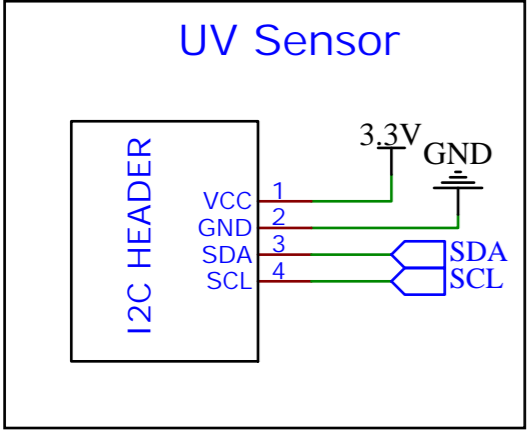 UV Sensor
I2C HEADER
3.3V
GND
VCC 1
GND 2
SDA 3
SCL 4
SDA
SCL